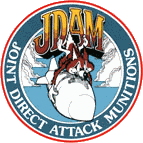 JDAM
JOINT DIRECT ATTACK MUNITIONS